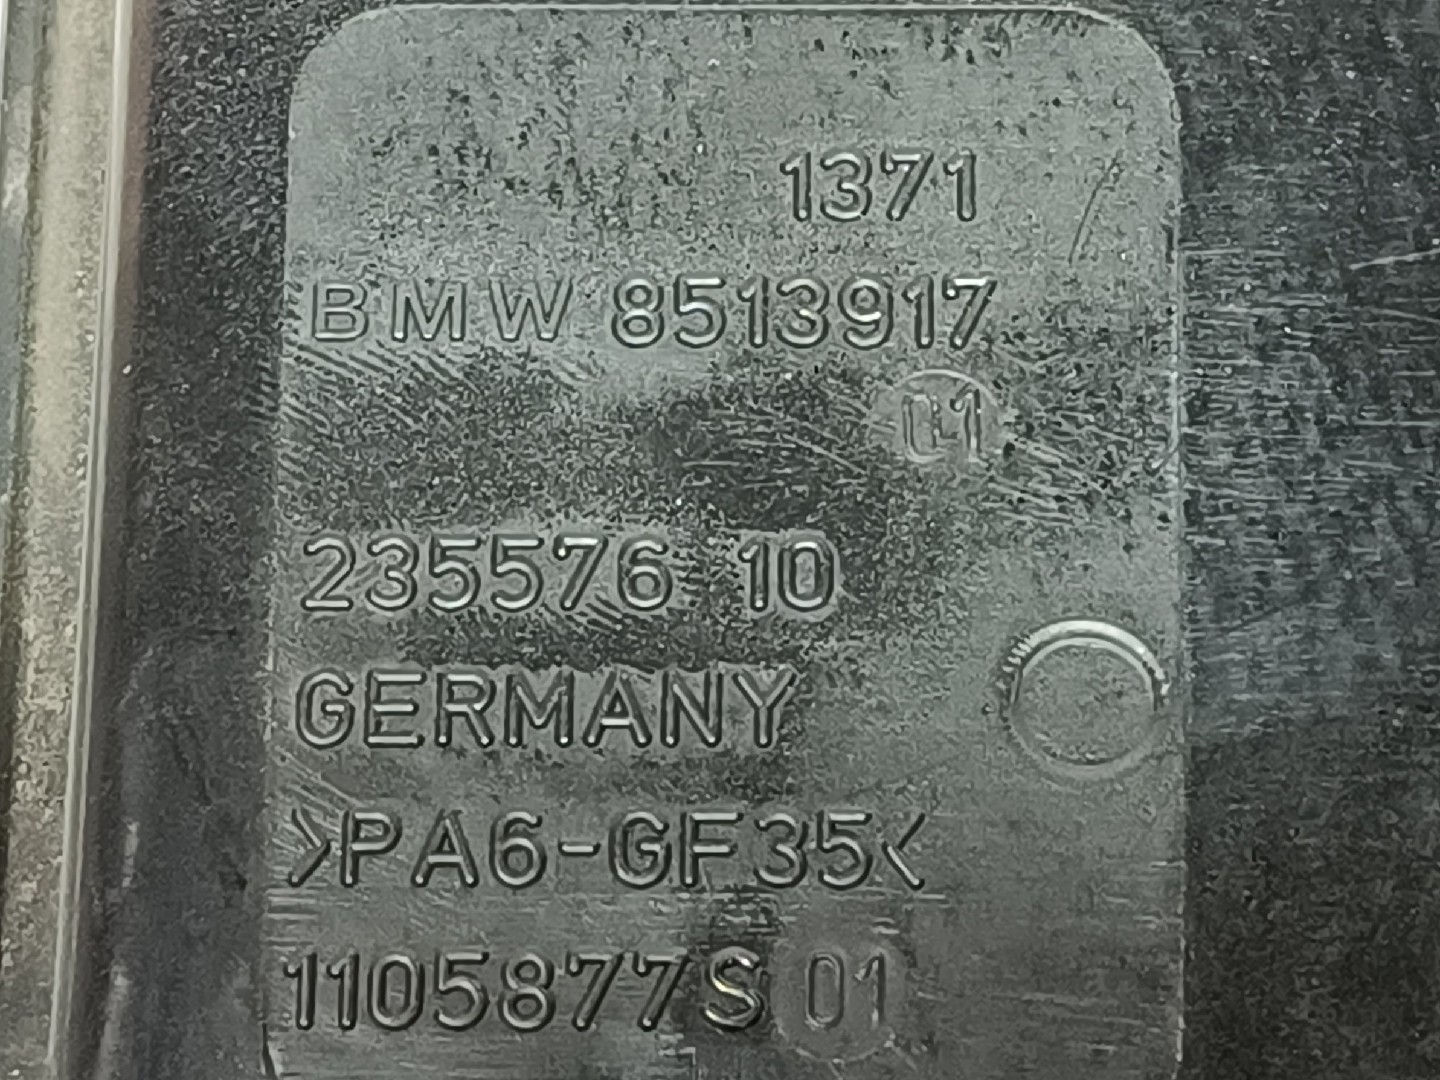 1371
BMW 8513917
01
235576 10
GERMANY
>PA6-GF35<
1105877S 01